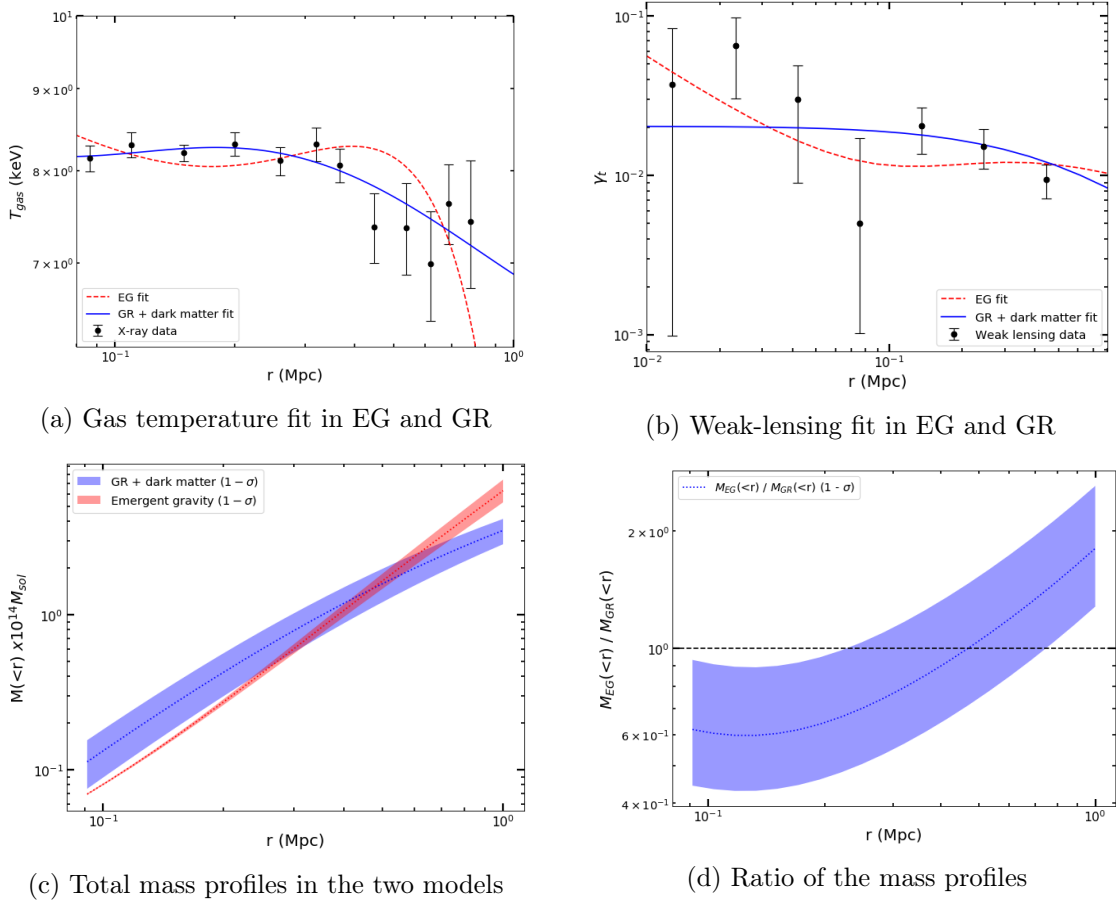 10¹
9 × 10⁰
8 × 10⁰
7 × 10⁰
T_gas (keV)
EG fit
GR + dark matter fit
X-ray data
10⁻¹
10⁰
r (Mpc)
(a) Gas temperature fit in EG and GR
10⁻¹
10⁻²
10⁻³
γ_t
EG fit
GR + dark matter fit
Weak lensing data
10⁻²
10⁻¹
r (Mpc)
(b) Weak-lensing fit in EG and GR
GR + dark matter (1 − σ)
Emergent gravity (1 − σ)
10⁰
10⁻¹
M(<r) x10¹⁴M_sol
10⁻¹
10⁰
r (Mpc)
(c) Total mass profiles in the two models
M_EG(<r) / M_GR(<r) (1 - σ)
2 × 10⁰
10⁰
6 × 10⁻¹
4 × 10⁻¹
M_EG(<r) / M_GR(<r)
10⁻¹
10⁰
r (Mpc)
(d) Ratio of the mass profiles